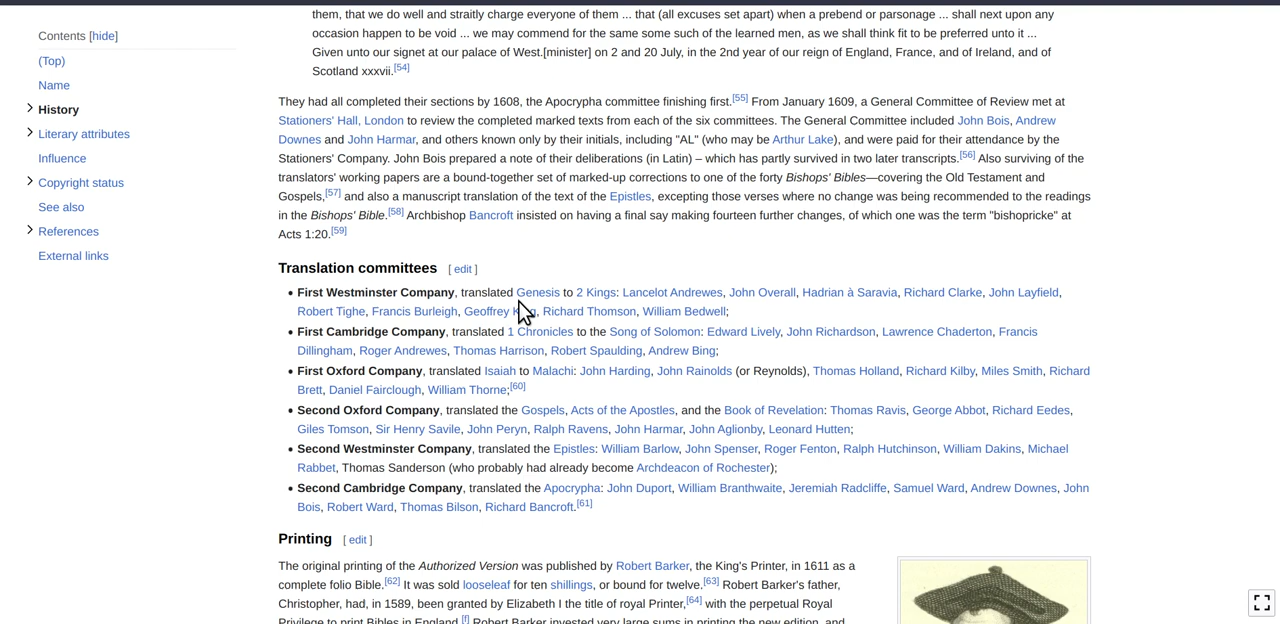 them, that we do well and straitly charge everyone of them ... that (all excuses set apart) when a prebend or parsonage ... shall next upon any
occasion happen to be void ... we may commend for the same some such of the learned men, as we shall think fit to be preferred unto it ...
Given unto our signet at our palace of West.[minister] on 2 and 20 July, in the 2nd year of our reign of England, France, and of Ireland, and of
Scotland xxxvii.[54]
Contents [hide]
(Top)
Name
History
Literary attributes
Influence
Copyright status
See also
References
External links
They had all completed their sections by 1608, the Apocrypha committee finishing first.[55] From January 1609, a General Committee of Review met at
Stationers' Hall, London to review the completed marked texts from each of the six committees. The General Committee included John Bois, Andrew
Downes and John Harmar, and others known only by their initials, including "AL" (who may be Arthur Lake), and were paid for their attendance by the
Stationers' Company. John Bois prepared a note of their deliberations (in Latin) – which has partly survived in two later transcripts.[56] Also surviving of the
translators' working papers are a bound-together set of marked-up corrections to one of the forty Bishops' Bibles—covering the Old Testament and
Gospels,[57] and also a manuscript translation of the text of the Epistles, excepting those verses where no change was being recommended to the readings
in the Bishops' Bible.[58] Archbishop Bancroft insisted on having a final say making fourteen further changes, of which one was the term "bishopricke" at
Acts 1:20.[59]
Translation committees [ edit ]
• First Westminster Company, translated Genesis to 2 Kings: Lancelot Andrewes, John Overall, Hadrian à Saravia, Richard Clarke, John Layfield,
Robert Tighe, Francis Burleigh, Geoffrey King, Richard Thomson, William Bedwell;
• First Cambridge Company, translated 1 Chronicles to the Song of Solomon: Edward Lively, John Richardson, Lawrence Chaderton, Francis
Dillingham, Roger Andrewes, Thomas Harrison, Robert Spaulding, Andrew Bing;
• First Oxford Company, translated Isaiah to Malachi: John Harding, John Rainolds (or Reynolds), Thomas Holland, Richard Kilby, Miles Smith, Richard
Brett, Daniel Fairclough, William Thorne;[60]
• Second Oxford Company, translated the Gospels, Acts of the Apostles, and the Book of Revelation: Thomas Ravis, George Abbot, Richard Eedes,
Giles Tomson, Sir Henry Savile, John Peryn, Ralph Ravens, John Harmar, John Aglionby, Leonard Hutten;
• Second Westminster Company, translated the Epistles: William Barlow, John Spenser, Roger Fenton, Ralph Hutchinson, William Dakins, Michael
Rabbet, Thomas Sanderson (who probably had already become Archdeacon of Rochester);
• Second Cambridge Company, translated the Apocrypha: John Duport, William Branthwaite, Jeremiah Radcliffe, Samuel Ward, Andrew Downes, John
Bois, Robert Ward, Thomas Bilson, Richard Bancroft.[61]
Printing [ edit ]
The original printing of the Authorized Version was published by Robert Barker, the King's Printer, in 1611 as a
complete folio Bible.[62] It was sold looseleaf for ten shillings, or bound for twelve.[63] Robert Barker's father,
Christopher, had, in 1589, been granted by Elizabeth I the title of royal Printer,[64] with the perpetual Royal
Privilege to print Bibles in England.[f] Robert Barker invested very large sums in printing the new edition, and